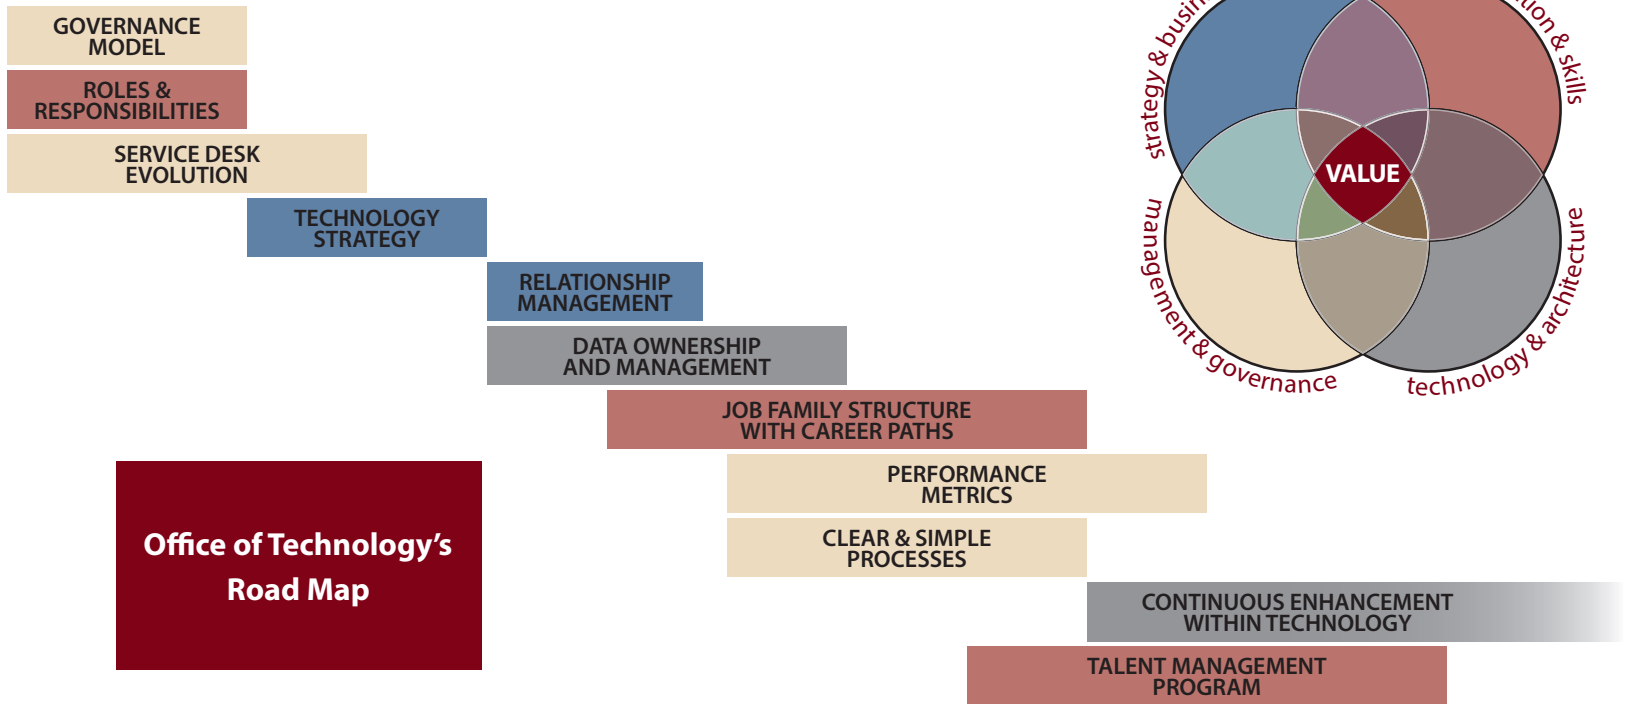 GOVERNANCE
MODEL
ROLES &
RESPONSIBILITIES
SERVICE DESK
EVOLUTION
TECHNOLOGY
STRATEGY
RELATIONSHIP
MANAGEMENT
DATA OWNERSHIP
AND MANAGEMENT
JOB FAMILY STRUCTURE
WITH CAREER PATHS
PERFORMANCE
METRICS
CLEAR & SIMPLE
PROCESSES
CONTINUOUS ENHANCEMENT
WITHIN TECHNOLOGY
TALENT MANAGEMENT
PROGRAM
Office of Technology’s
Road Map
strategy &
& skills
VALUE
management & governance
technology & architecture